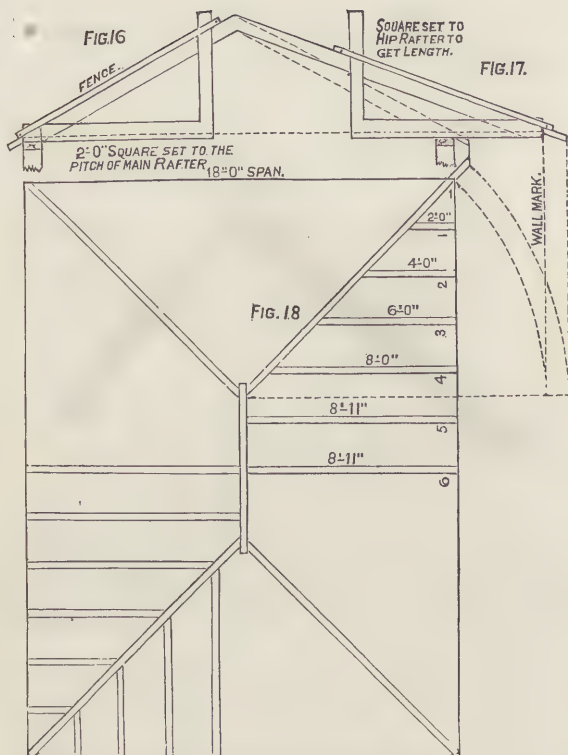 FIG.16
FENCE.
SQUARE SET TO
HIP RAFTER TO
GET LENGTH.
FIG.17.
2'-0" SQUARE SET TO THE
PITCH OF MAIN RAFTER
18'-0" SPAN.
WALL MARK.
2'-0"
1
4'-0"
2
FIG.18
6'-0"
3
8'-0"
4
8'-11"
5
8'-11"
6